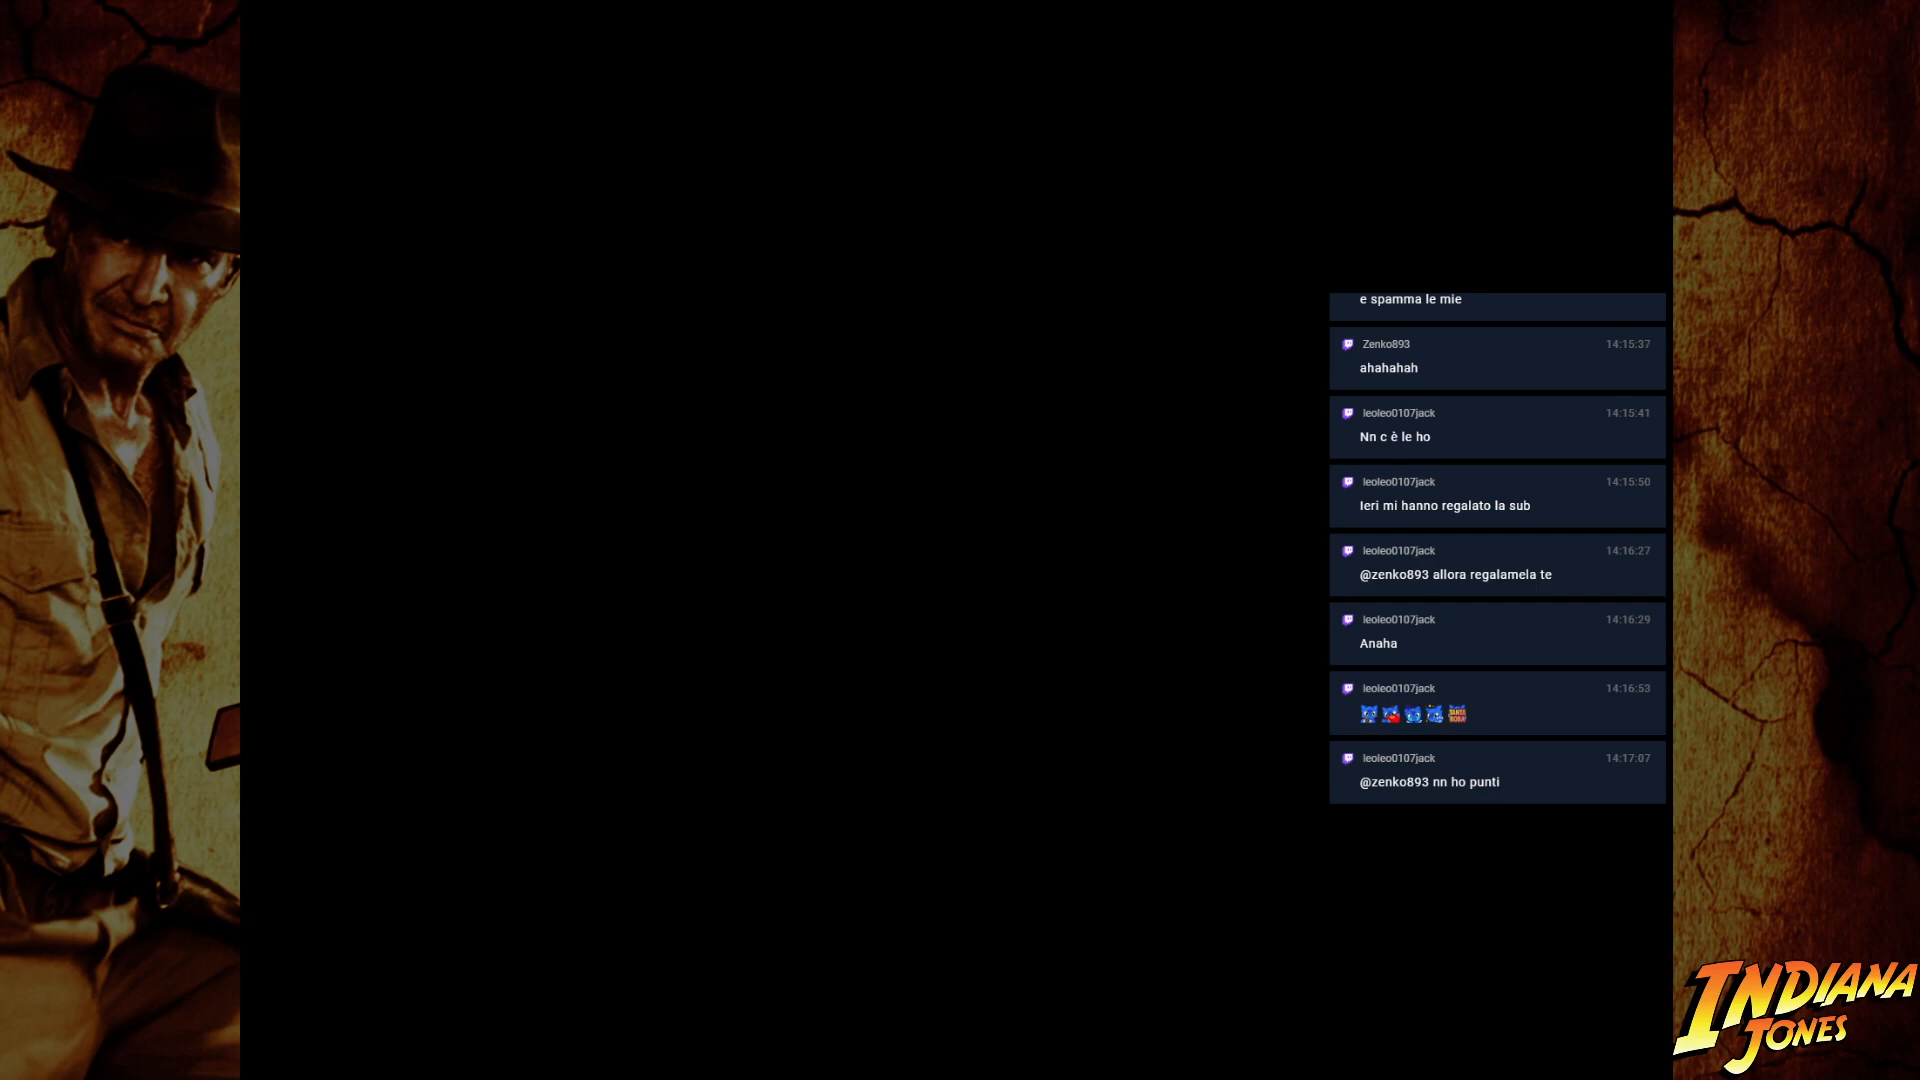 e spamma le mie
Zenko893 14:15:37
ahahahah
leoleo0107jack 14:15:41
Nn c è le ho
leoleo0107jack 14:15:50
Ieri mi hanno regalato la sub
leoleo0107jack 14:16:27
@zenko893 allora regalamela te
leoleo0107jack 14:16:29
Anaha
leoleo0107jack 14:16:53
TANTA
ROBA
leoleo0107jack 14:17:07
@zenko893 nn ho punti
INDIANA
JONES